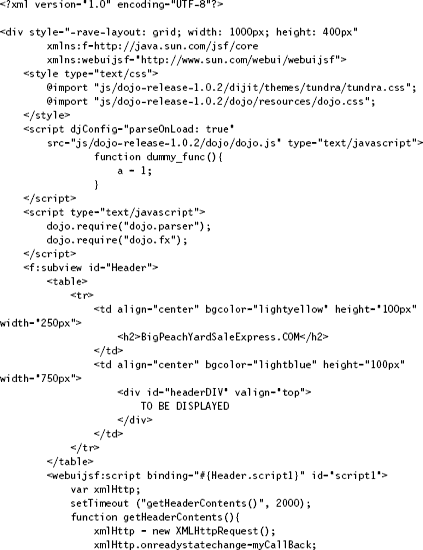 <?xml version="1.0" encoding="UTF-8"?>
<div style="-rave-layout: grid; width: 1000px; height: 400px"
xmlns:f=http://java.sun.com/jsf/core
xmlns:webuijsf="http://www.sun.com/webui/webuijsf">
<style type="text/css">
@import "js/dojo-release-1.0.2/dijit/themes/tundra/tundra.css";
@import "js/dojo-release-1.0.2/dojo/resources/dojo.css";
</style>
<script djConfig="parseOnLoad: true"
src="js/dojo-release-1.0.2/dojo/dojo.js" type="text/javascript">
function dummy_func(){
a = 1;
}
</script>
<script type="text/javascript">
dojo.require("dojo.parser");
dojo.require("dojo.fx");
</script>
<f:subview id="Header">
<table>
<tr>
<td align="center" bgcolor="lightyellow" height="100px"
width="250px">
<h2>BigPeachYardSaleExpress.COM</h2>
</td>
<td align="center" bgcolor="lightblue" height="100px"
width="750px">
<div id="headerDIV" valign="top">
TO BE DISPLAYED
</div>
</td>
</tr>
</table>
<webuijsf:script binding="#{Header.script1}" id="script1">
var xmlHttp;
setTimeout ("getHeaderContents()", 2000);
function getHeaderContents(){
xmlHttp = new XMLHttpRequest();
xmlHttp.onreadystatechange=myCallBack;